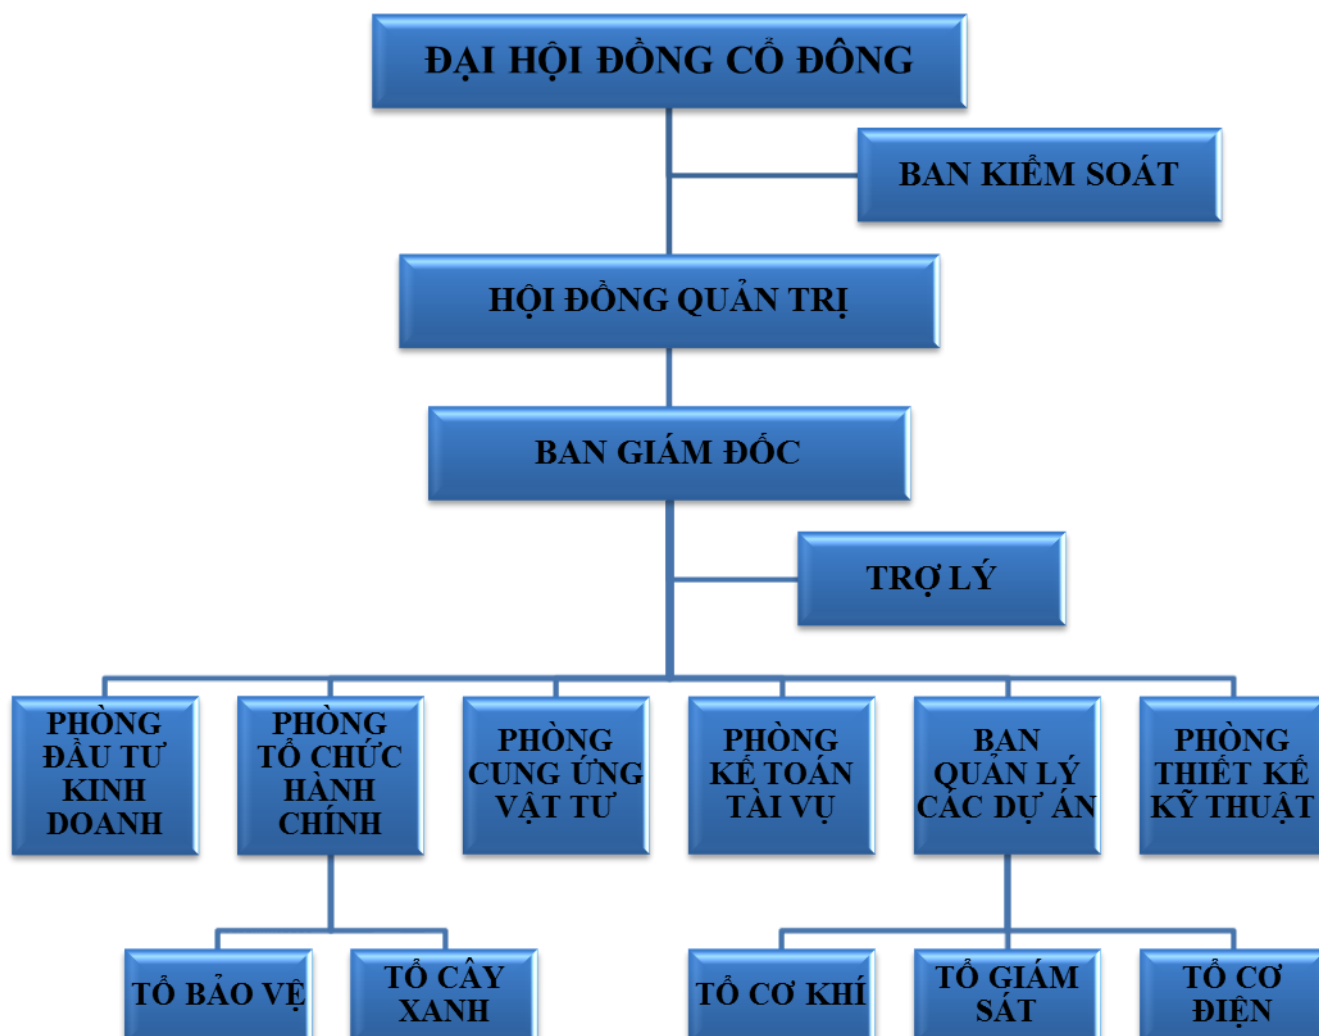 ĐẠI HỘI ĐỒNG CỔ ĐÔNG
BAN KIỂM SOÁT
HỘI ĐỒNG QUẢN TRỊ
BAN GIÁM ĐỐC
TRỢ LÝ
PHÒNG
ĐẦU TƯ
KINH
DOANH
PHÒNG
TỔ CHỨC
HÀNH
CHÍNH
PHÒNG
CUNG ỨNG
VẬT TƯ
PHÒNG
KẾ TOÁN
TÀI VỤ
BAN
QUẢN LÝ
CÁC DỰ ÁN
PHÒNG
THIẾT KẾ
KỸ THUẬT
TỔ BẢO VỆ
TỔ CÂY
XANH
TỔ CƠ KHÍ
TỔ GIÁM
SÁT
TỔ CƠ
ĐIỆN